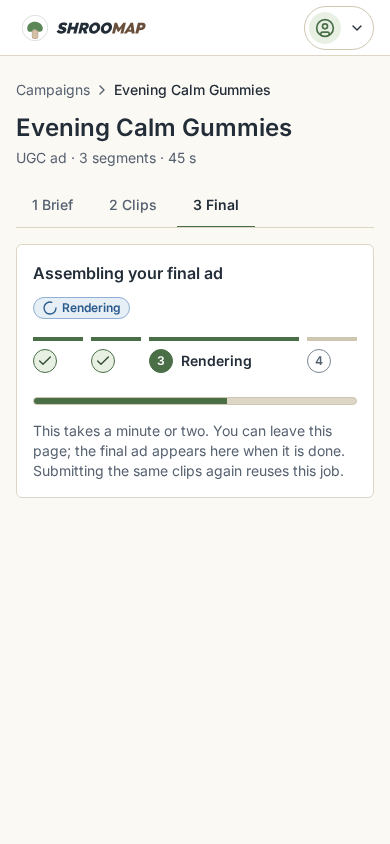 SHROOMAP
Campaigns > Evening Calm Gummies
Evening Calm Gummies
UGC ad · 3 segments · 45 s
1 Brief 2 Clips 3 Final
Assembling your final ad
Rendering
3 Rendering 4
This takes a minute or two. You can leave this
page; the final ad appears here when it is done.
Submitting the same clips again reuses this job.